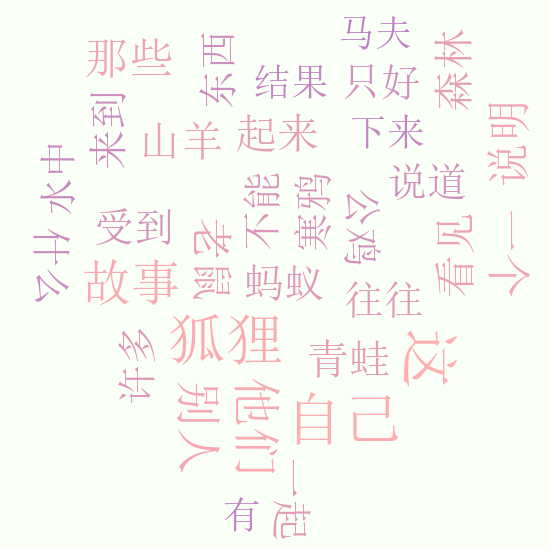 马夫
那些
东西
森林
结果
只好
来到
山羊
起来
下来
说明
水中
说道
不能
寒鸦
公鸡
受到
老鼠
看见
一个
什么
故事
蚂蚁
往往
狐狸
许多
青蛙
这
别人
他们
自己
有
一起